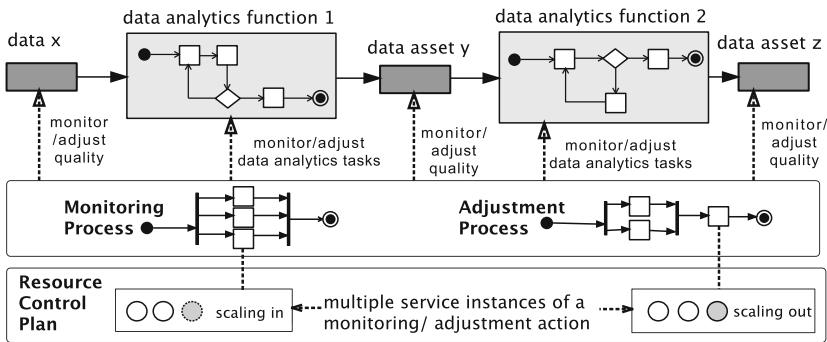 data analytics function 1
data analytics function 2
data x
data asset y
data asset z
monitor
/adjust
quality
monitor/adjust
data analytics tasks
monitor/
adjust
quality
monitor/adjust
data analytics tasks
monitor/
adjust
quality
Monitoring
Process
Adjustment
Process
Resource
Control
Plan
scaling in
multiple service instances of a
monitoring/ adjustment action
scaling out